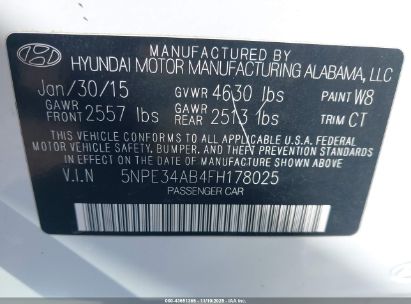 MANUFACTURED BY
HYUNDAI MOTOR MANUFACTURING ALABAMA, LLC
Jan/30/15 GVWR 4630 lbs PAINT W8
GAWR FRONT 2557 lbs GAWR REAR 2513 lbs TRIM CT
THIS VEHICLE CONFORMS TO ALL APPLICABLE U.S.A. FEDERAL
MOTOR VEHICLE SAFETY, BUMPER, AND THEFT PREVENTION STANDARDS
IN EFFECT ON THE DATE OF MANUFACTURE SHOWN ABOVE.
V.I.N 5NPE34AB4FH178025
PASSENGER CAR